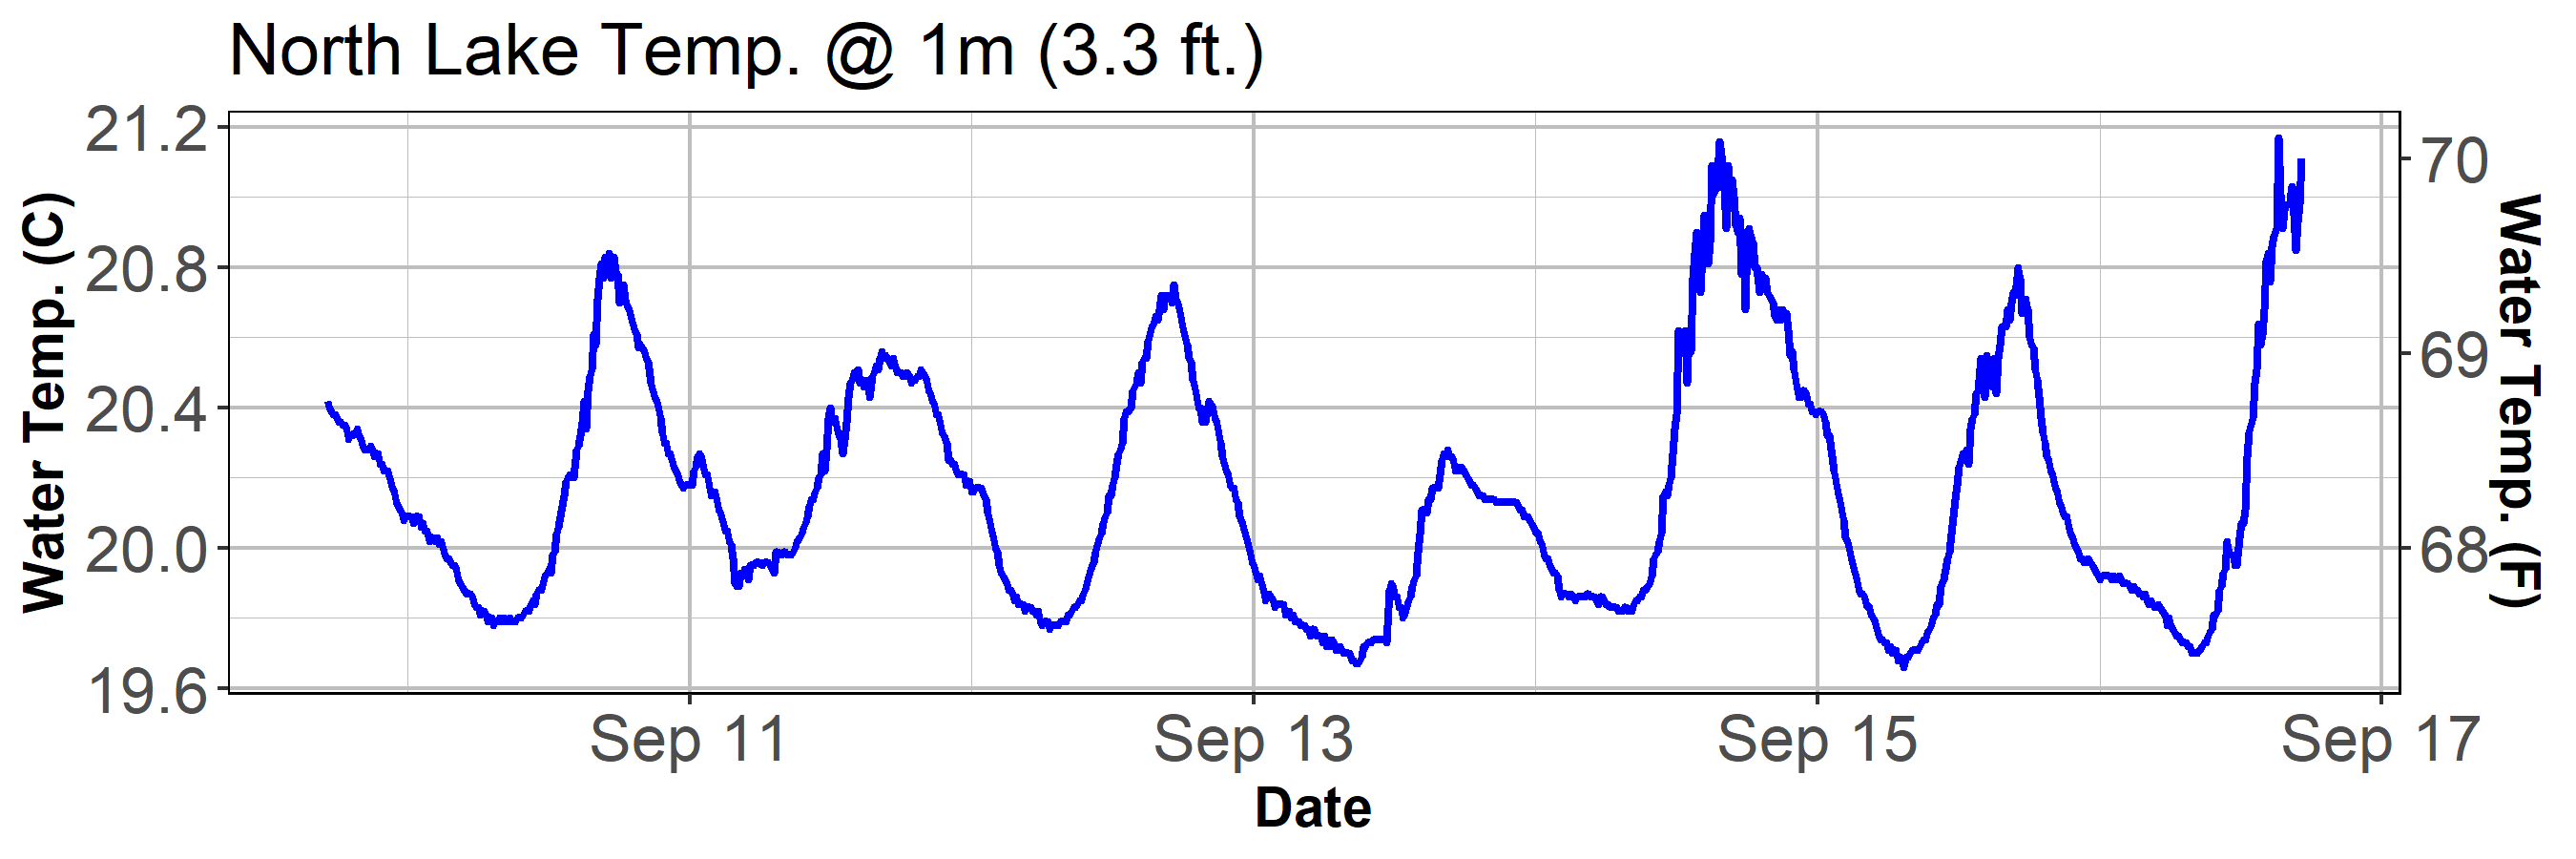 North Lake Temp. @ 1m (3.3 ft.)
Water Temp. (C)
21.2
20.8
20.4
20.0
19.6
70
69
68
Water Temp. (F)
Sep 11
Sep 13
Sep 15
Sep 17
Date